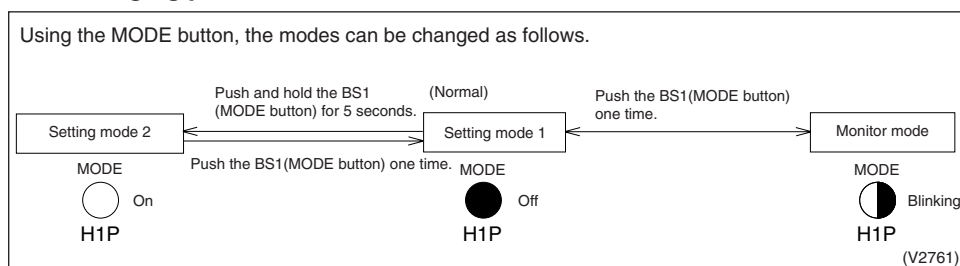 Using the MODE button, the modes can be changed as follows.
Push and hold the BS1
(MODE button) for 5 seconds.
(Normal)
Push the BS1(MODE button)
one time.
Setting mode 2
Setting mode 1
Monitor mode
Push the BS1(MODE button) one time.
MODE
On
H1P
MODE
Off
H1P
MODE
Blinking
H1P
(V2761)